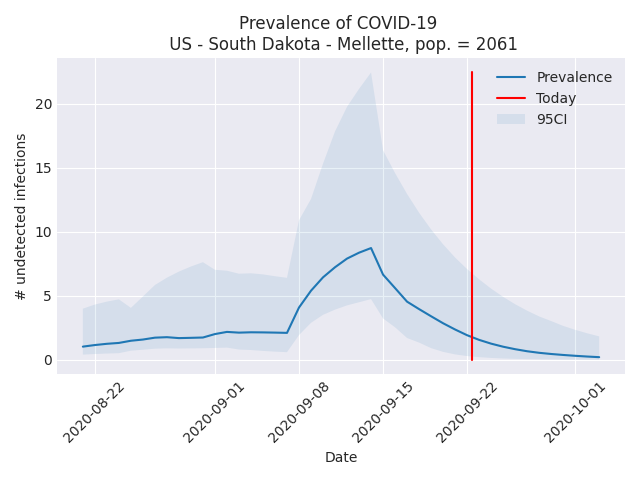 Prevalence of COVID-19
US - South Dakota - Mellette, pop. = 2061
Prevalence
Today
95CI
# undetected infections
20
15
10
5
0
2020-08-22
2020-09-01
2020-09-08
2020-09-15
2020-09-22
2020-10-01
Date